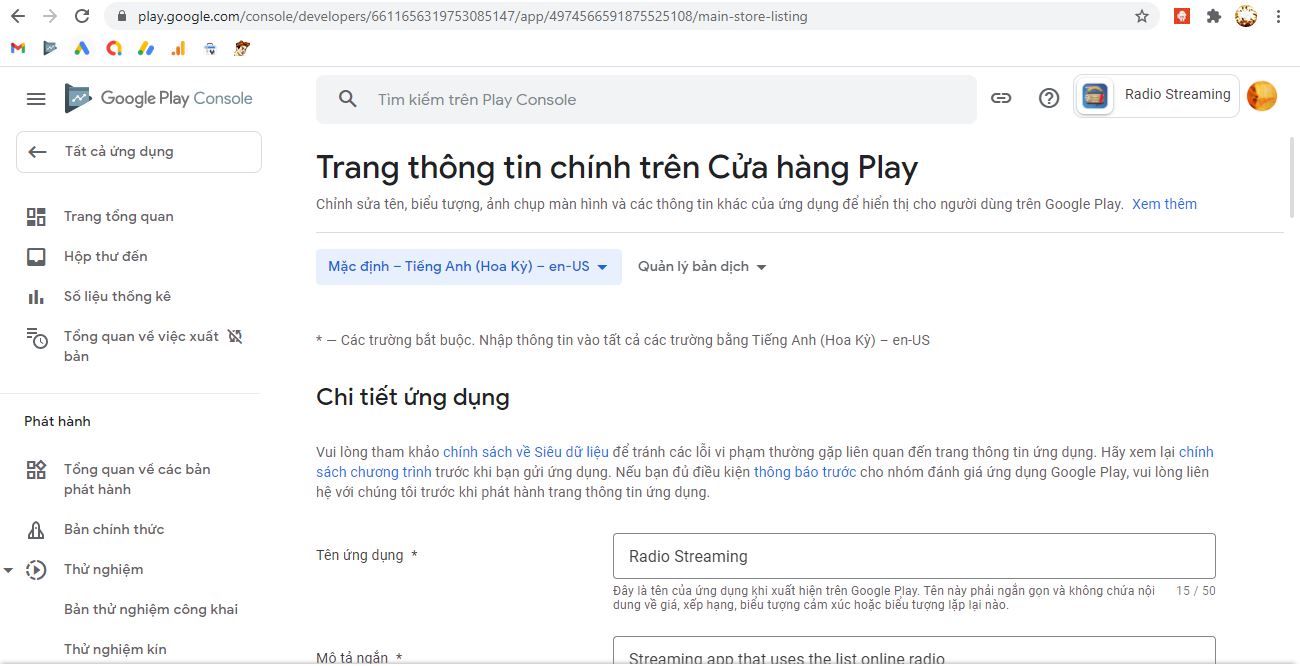 play.google.com/console/developers/6611656319753085147/app/4974566591875525108/main-store-listing
Google Play Console
Tìm kiếm trên Play Console
Radio Streaming
Tất cả ứng dụng
Trang tổng quan
Hộp thư đến
Số liệu thống kê
Tổng quan về việc xuất
bản
Phát hành
Tổng quan về các bản
phát hành
Bản chính thức
Thử nghiệm
Bản thử nghiệm công khai
Thử nghiệm kín
Trang thông tin chính trên Cửa hàng Play
Chỉnh sửa tên, biểu tượng, ảnh chụp màn hình và các thông tin khác của ứng dụng để hiển thị cho người dùng trên Google Play. Xem thêm
Mặc định – Tiếng Anh (Hoa Kỳ) – en-US
Quản lý bản dịch
* — Các trường bắt buộc. Nhập thông tin vào tất cả các trường bằng Tiếng Anh (Hoa Kỳ) – en-US
Chi tiết ứng dụng
Vui lòng tham khảo chính sách về Siêu dữ liệu để tránh các lỗi vi phạm thường gặp liên quan đến trang thông tin ứng dụng. Hãy xem lại chính
sách chương trình trước khi bạn gửi ứng dụng. Nếu bạn đủ điều kiện thông báo trước cho nhóm đánh giá ứng dụng Google Play, vui lòng liên
hệ với chúng tôi trước khi phát hành trang thông tin ứng dụng.
Tên ứng dụng *
Radio Streaming
Đây là tên của ứng dụng khi xuất hiện trên Google Play. Tên này phải ngắn gọn và không chứa nội
dung về giá, xếp hạng, biểu tượng cảm xúc hoặc biểu tượng lặp lại nào.
15 / 50
Mô tả ngắn *
Streaming app that uses the list online radio